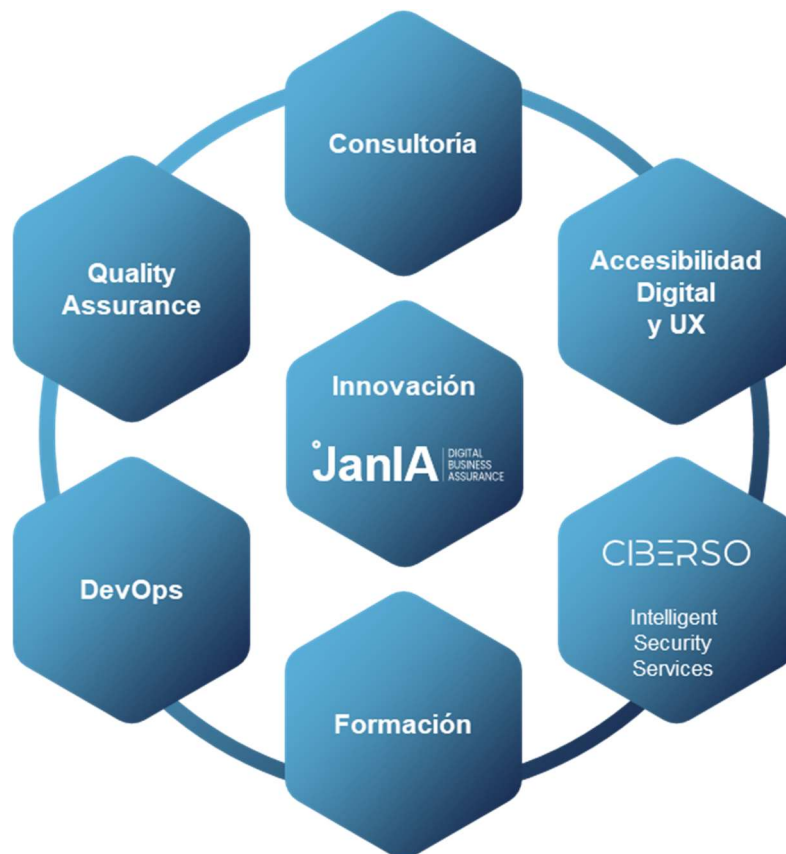 Consultoría
Quality
Assurance
Accesibilidad
Digital
y UX
Innovación
JanIA
DIGITAL
BUSINESS
ASSURANCE
DevOps
CIBERSO
Intelligent
Security
Services
Formación